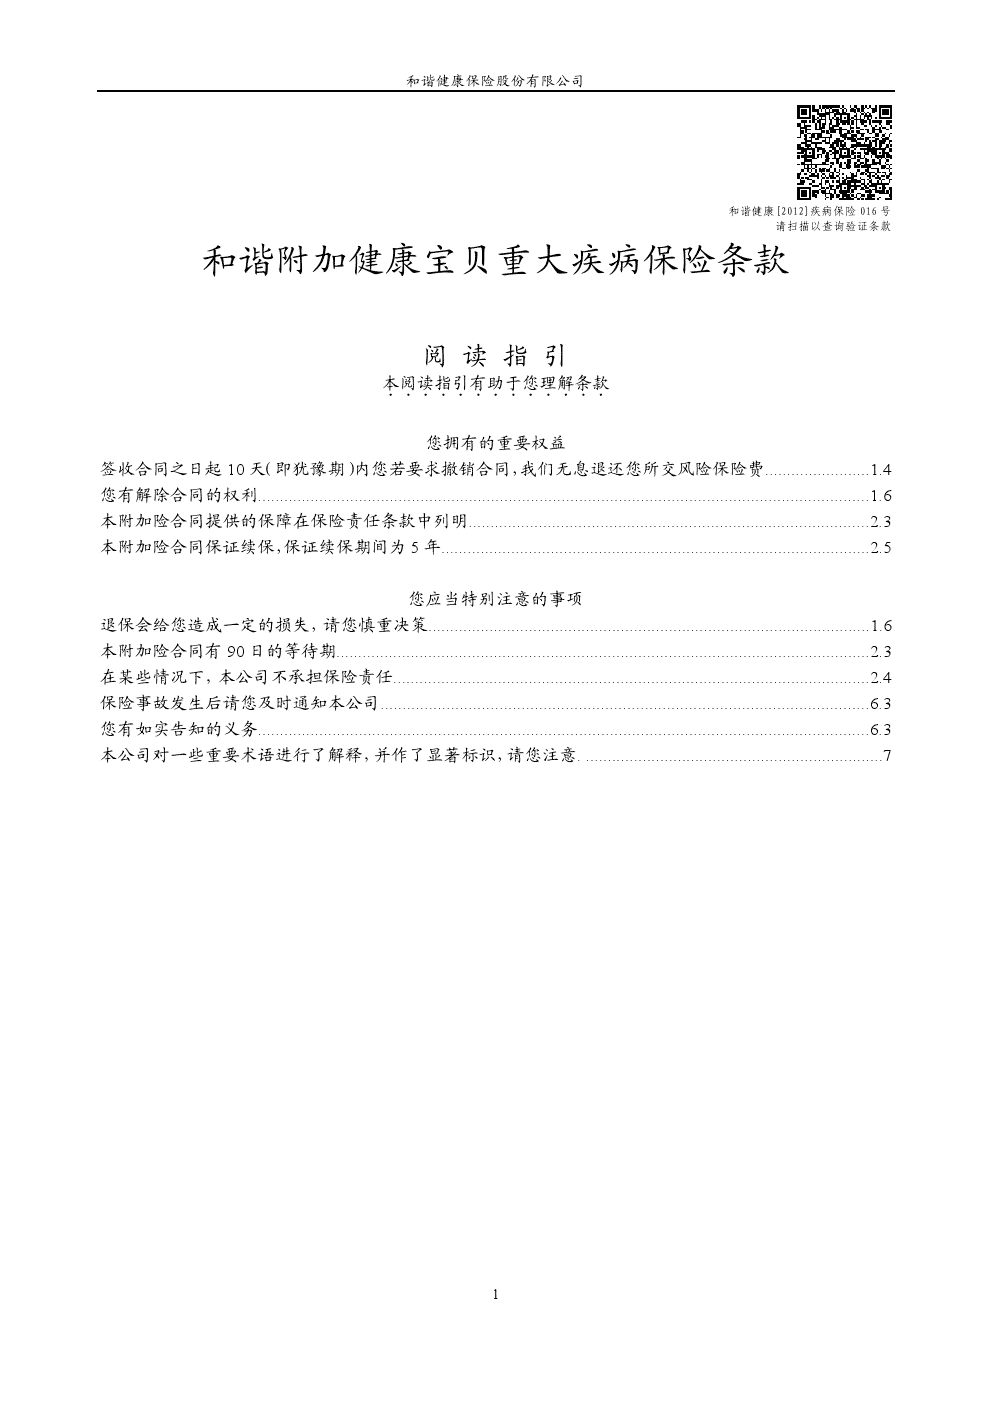 和谐健康保险股份有限公司
和谐健康[2012]疾病保险 016 号
请扫描以查询验证条款
和谐附加健康宝贝重大疾病保险条款
阅 读 指 引
本阅读指引有助于您理解条款
您拥有的重要权益
签收合同之日起 10 天(即犹豫期)内您若要求撤销合同,我们无息退还您所交风险保险费........................1.4
您有解除合同的权利........................1.6
本附加险合同提供的保障在保险责任条款中列明........................2.3
本附加险合同保证续保,保证续保期间为 5 年........................2.5
您应当特别注意的事项
退保会给您造成一定的损失, 请您慎重决策........................1.6
本附加险合同有 90 日的等待期........................2.3
在某些情况下, 本公司不承担保险责任........................2.4
保险事故发生后请您及时通知本公司........................6.3
您有如实告知的义务........................6.3
本公司对一些重要术语进行了解释, 并作了显著标识, 请您注意. ........................7
1